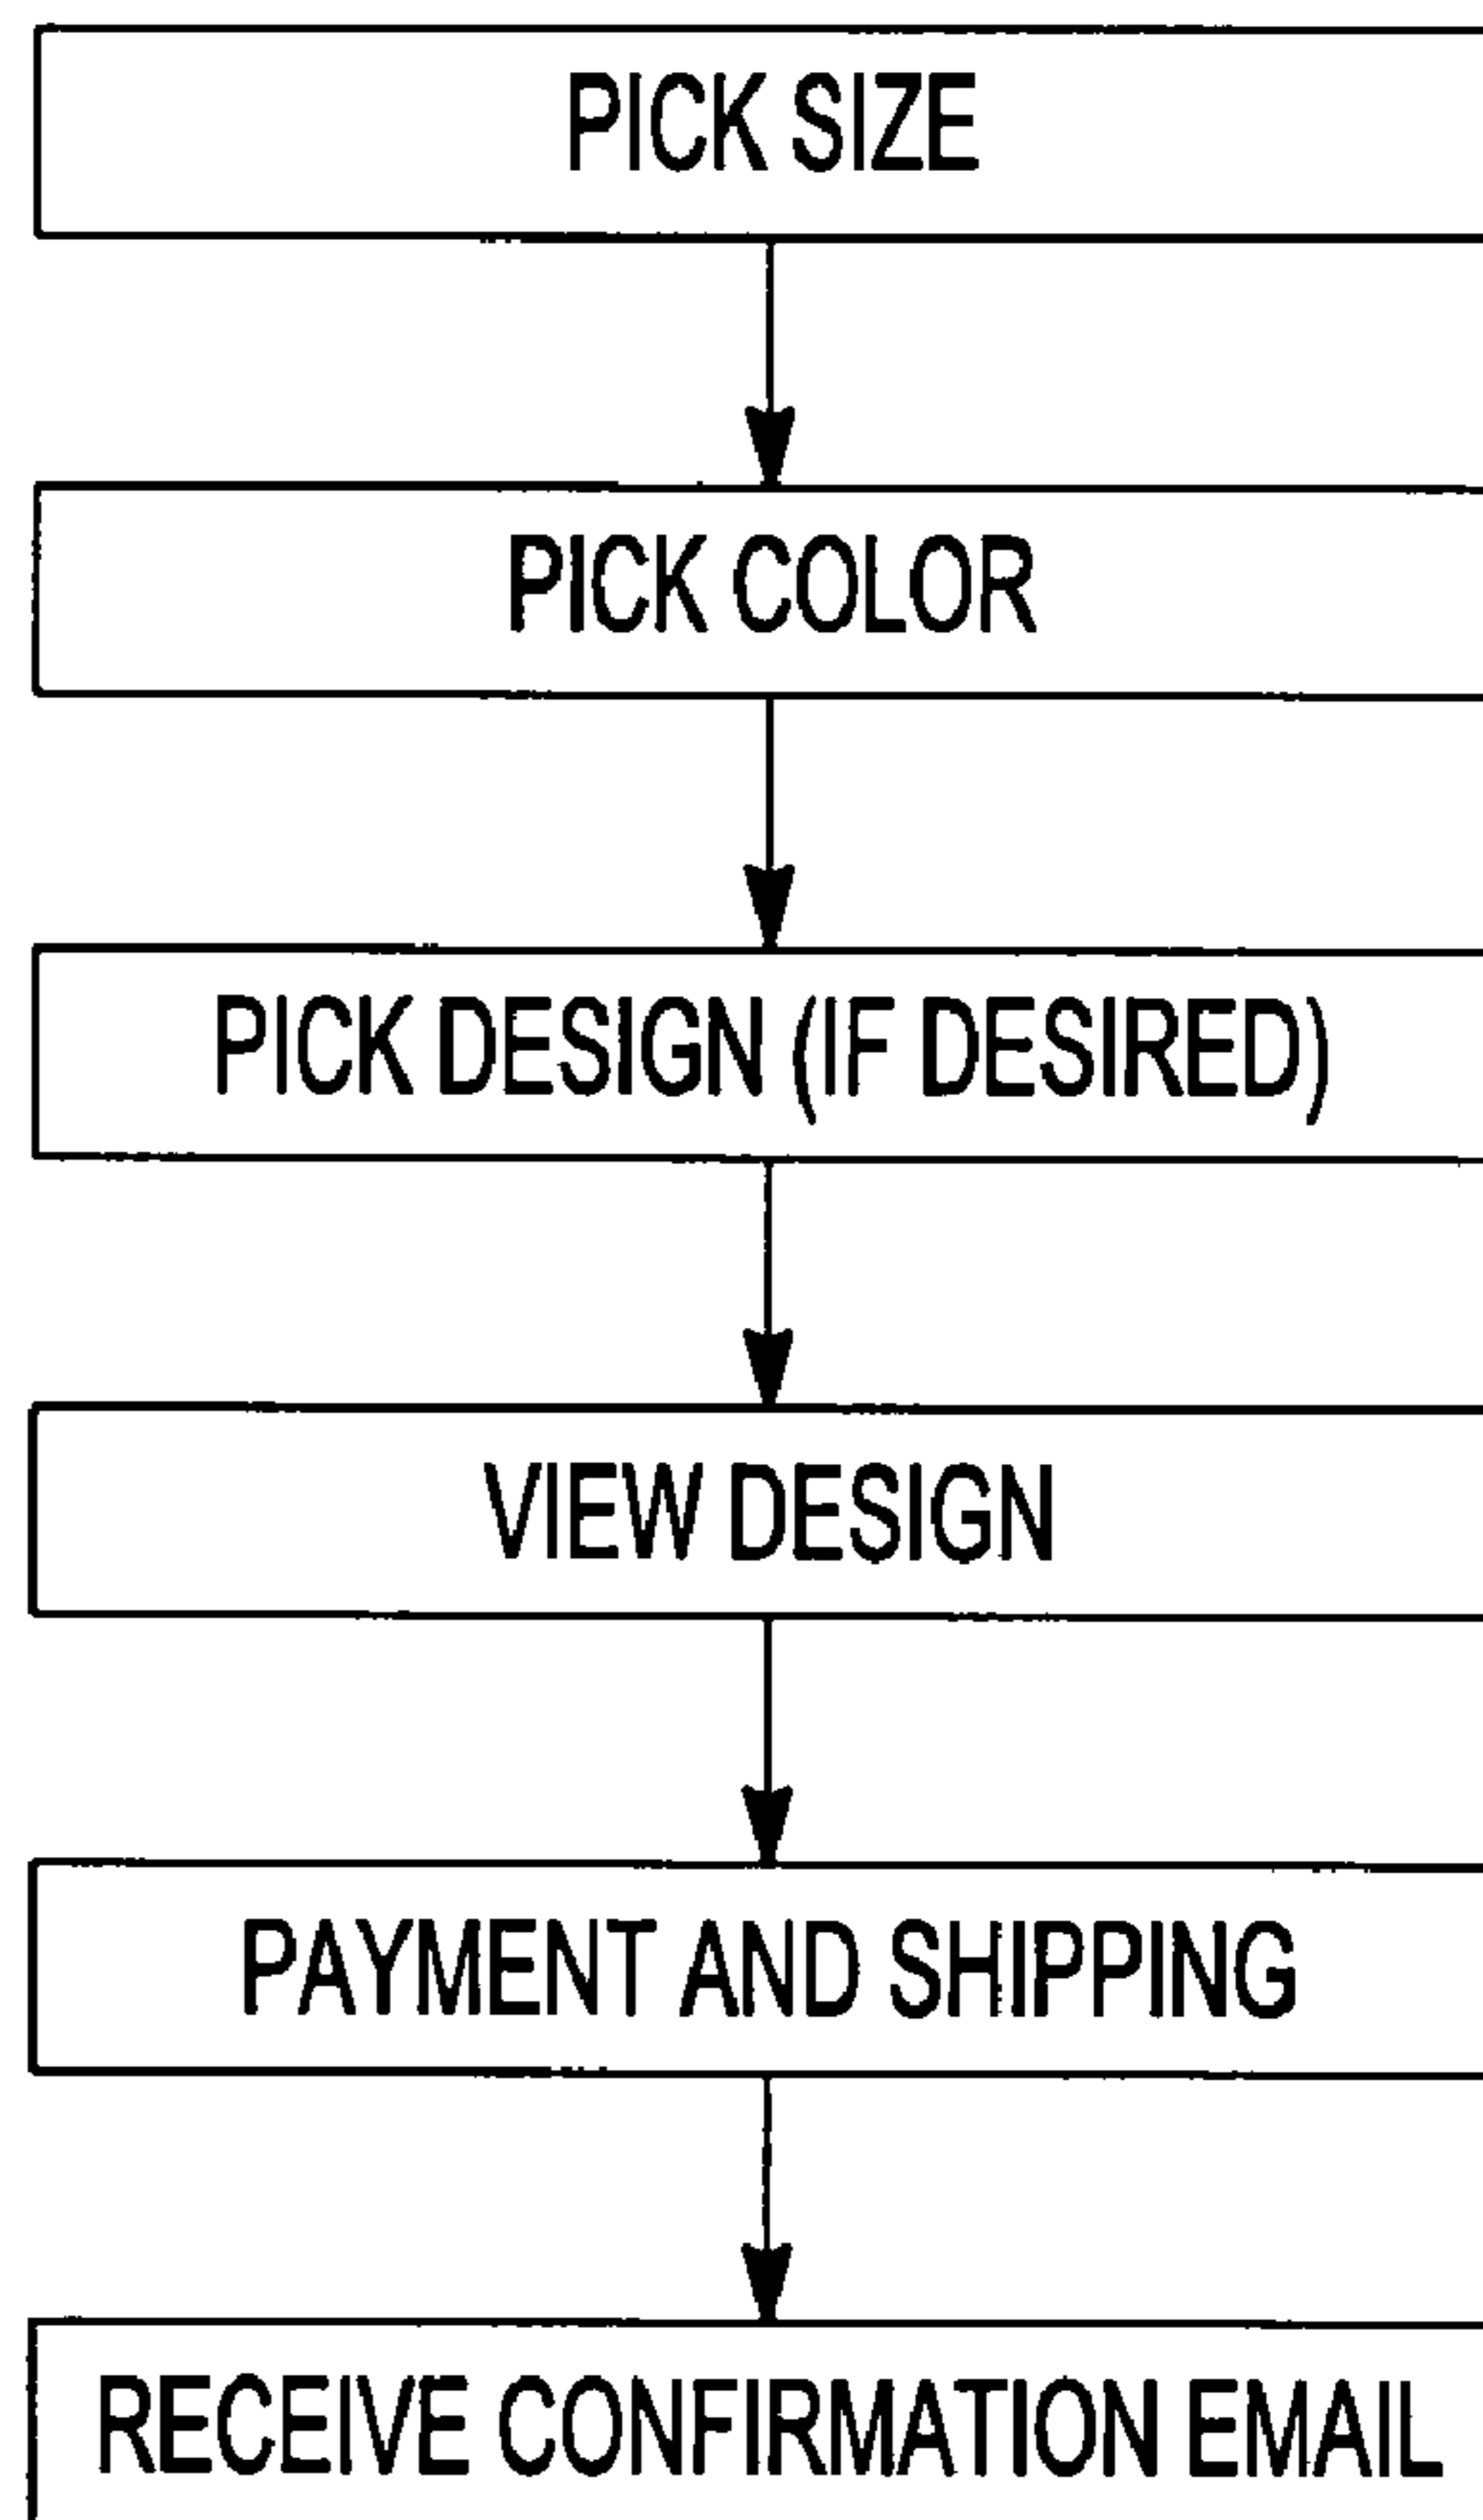 PICK SIZE
PICK COLOR
PICK DESIGN (IF DESIRED)
VIEW DESIGN
PAYMENT AND SHIPPING
RECEIVE CONFIRMATION EMAIL